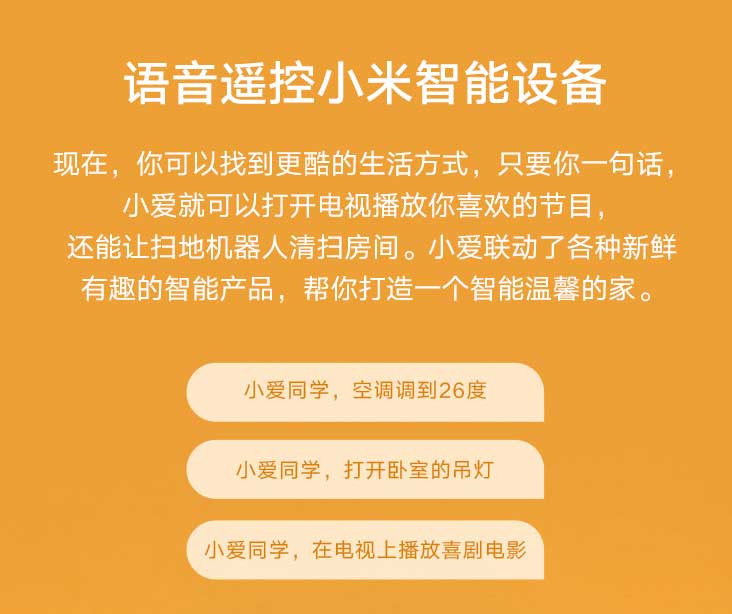 语音遥控小米智能设备
现在，你可以找到更酷的生活方式，只要你一句话，
小爱就可以打开电视播放你喜欢的节目，
还能让扫地机器人清扫房间。小爱联动了各种新鲜
有趣的智能产品，帮你打造一个智能温馨的家。
小爱同学，空调调到26度
小爱同学，打开卧室的吊灯
小爱同学，在电视上播放喜剧电影